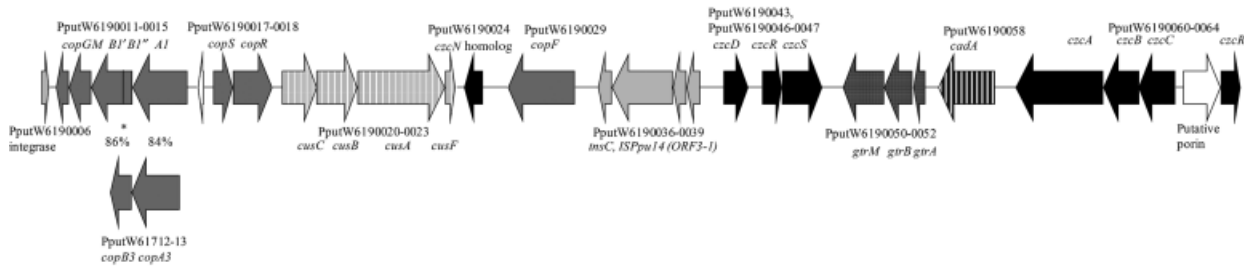 PputW6190011-0015
copGM B1' B1" A1
PputW6190017-0018
copS copR
PputW6190024
czcN homolog
PputW6190029
copF
PputW6190043,
PputW6190046-0047
czcD czcR czcS
PputW6190058
cadA
czcA
PputW6190060-0064
czcB czcC
czcR
PputW6190006
integrase
*
86% 84%
PputW6190020-0023
cusC cusB cusA cusF
PputW6190036-0039
tnsC, ISPpu14 (ORF3-1)
PputW6190050-0052
gtrM gtrB gtrA
Putative
porin
PputW61712-13
copB3 copA3